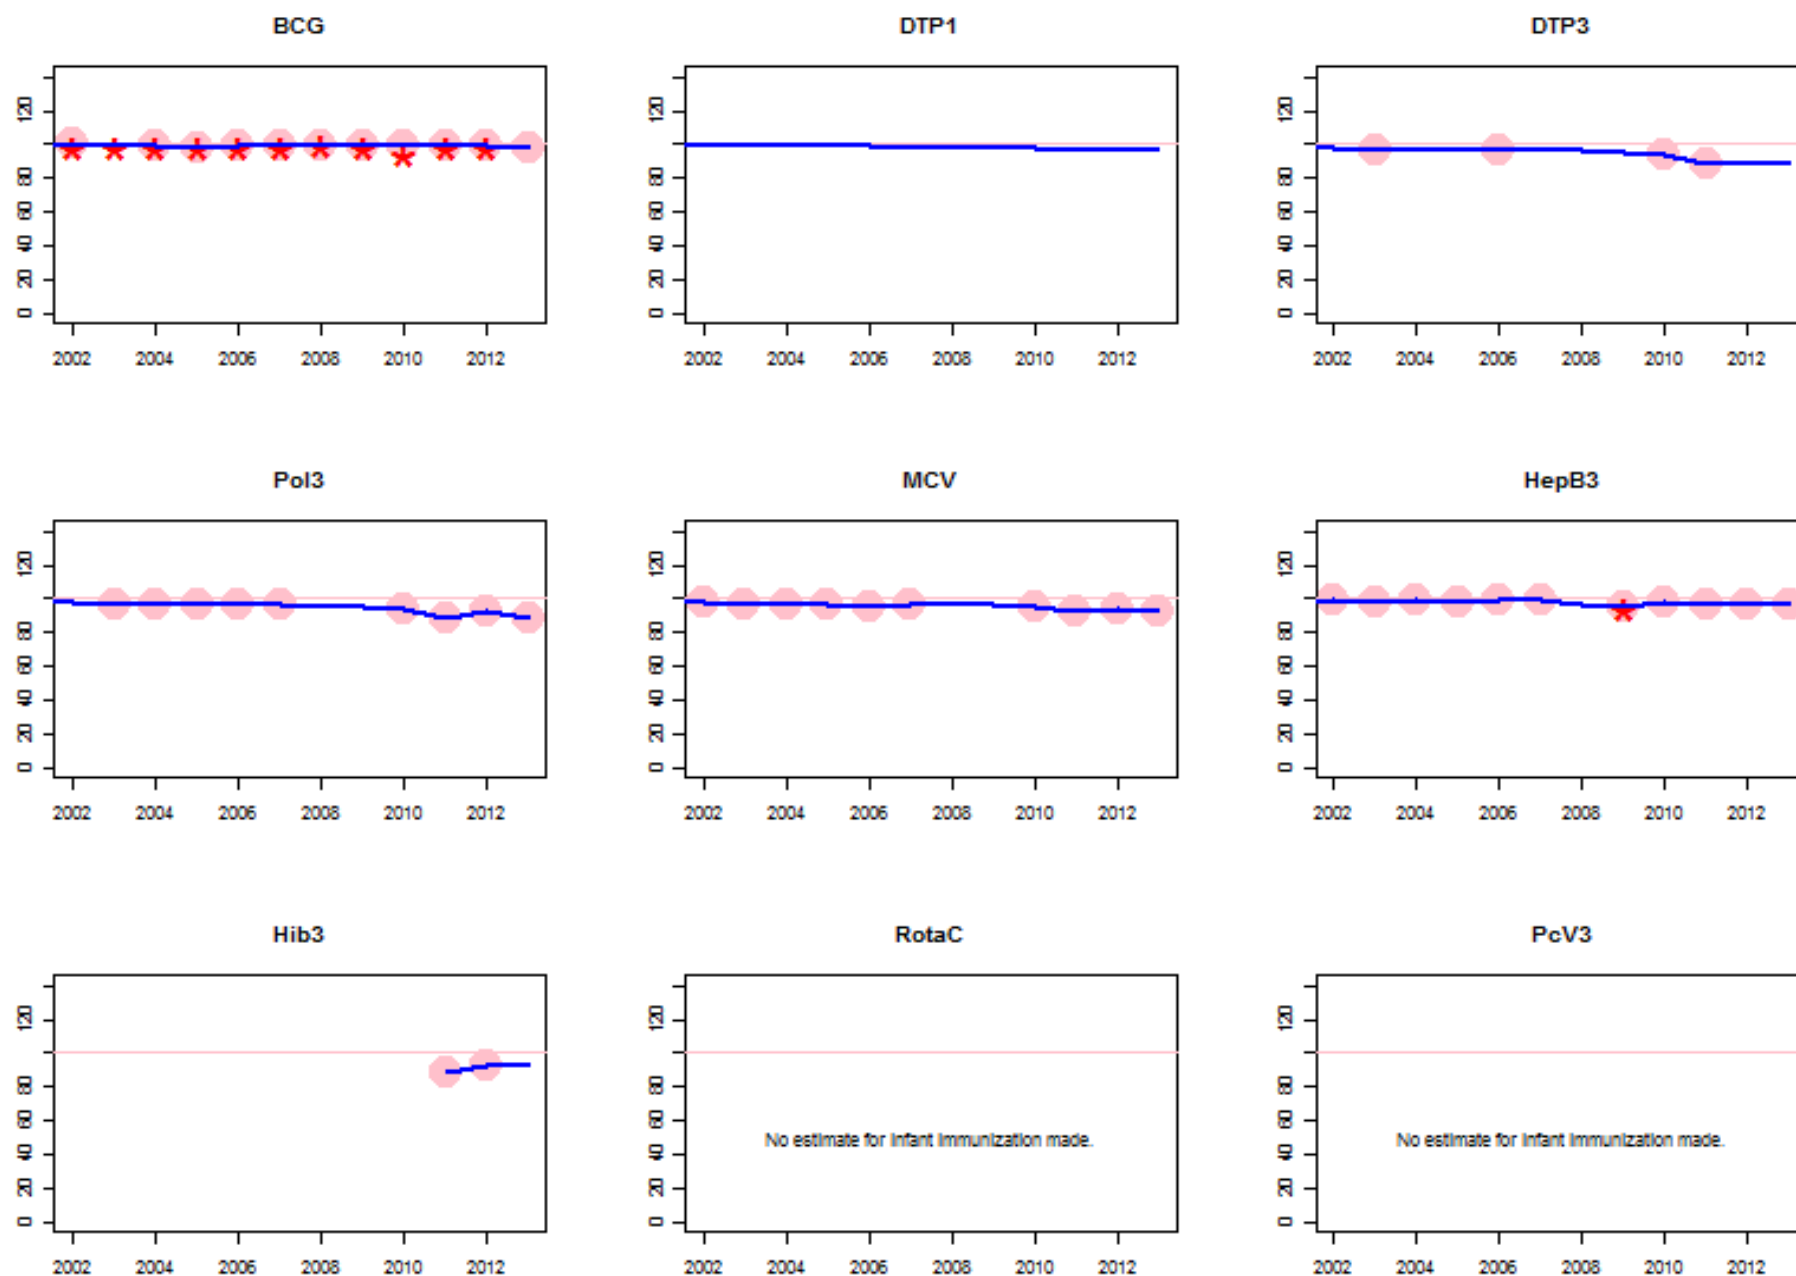 BCG DTP1 DTP3
120 120 120
80 80 80
60 60 60
40 40 40
20 20 20
0 0 0
2002 2004 2006 2008 2010 2012 2002 2004 2006 2008 2010 2012 2002 2004 2006 2008 2010 2012
Pol3 MCV HepB3
120 120 120
80 80 80
60 60 60
40 40 40
20 20 20
0 0 0
2002 2004 2006 2008 2010 2012 2002 2004 2006 2008 2010 2012 2002 2004 2006 2008 2010 2012
Hib3 RotaC PcV3
120 120 120
80 80 80
60 60 60
No estimate for infant immunization made. No estimate for infant immunization made.
40 40 40
20 20 20
0 0 0
2002 2004 2006 2008 2010 2012 2002 2004 2006 2008 2010 2012 2002 2004 2006 2008 2010 2012